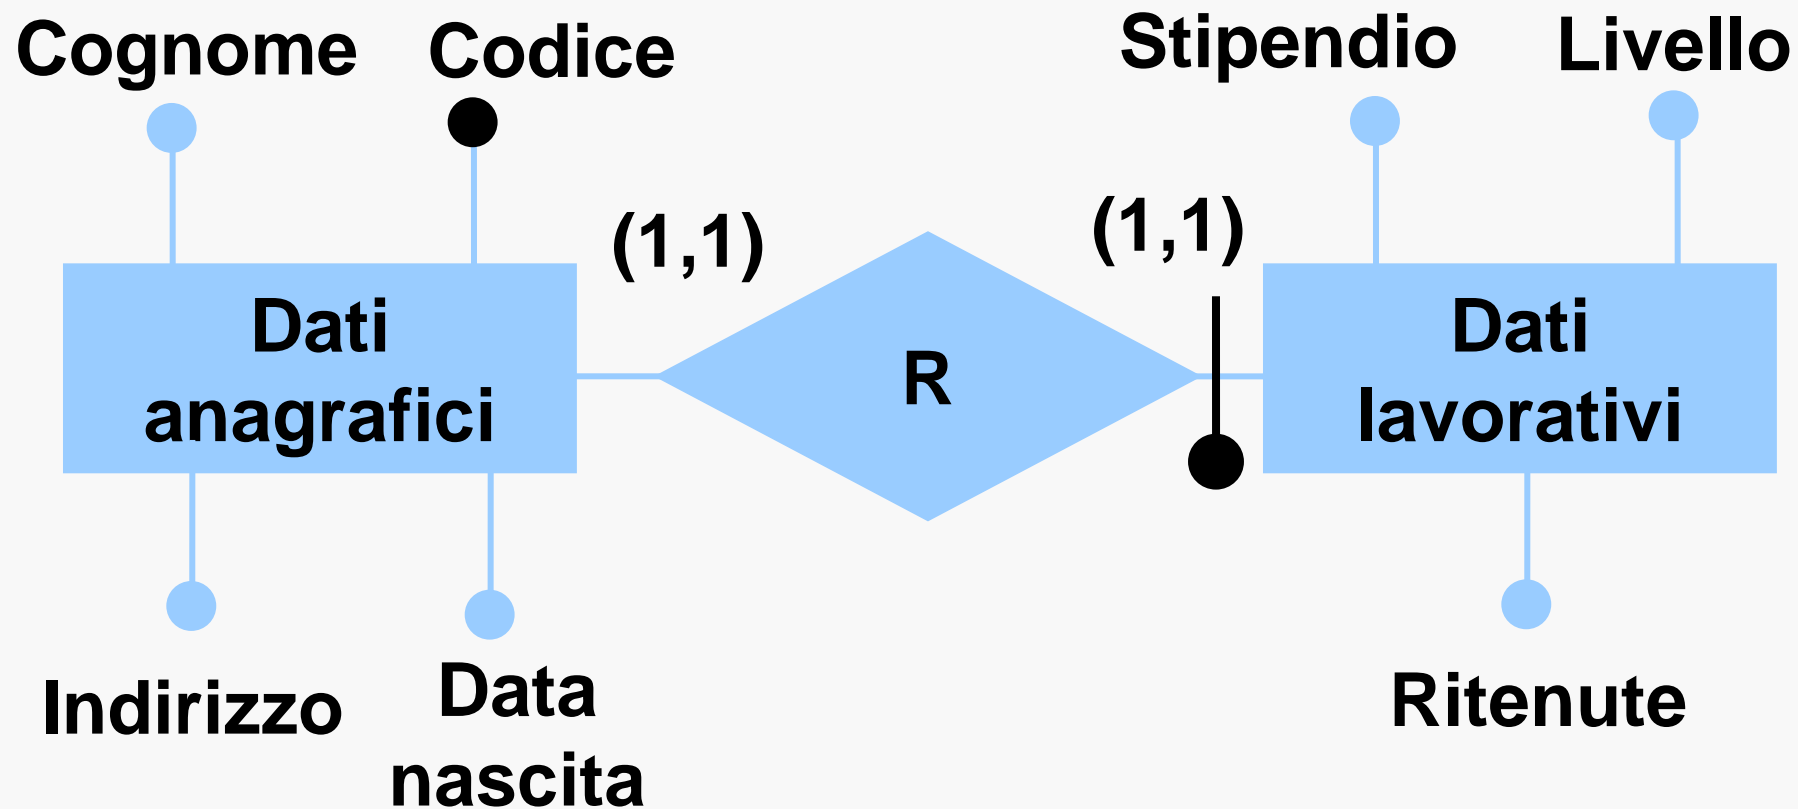 Cognome
Codice
Stipendio
Livello
(1,1)
(1,1)
Dati
anagrafici
R
Dati
lavorativi
Indirizzo
Data
nascita
Ritenute